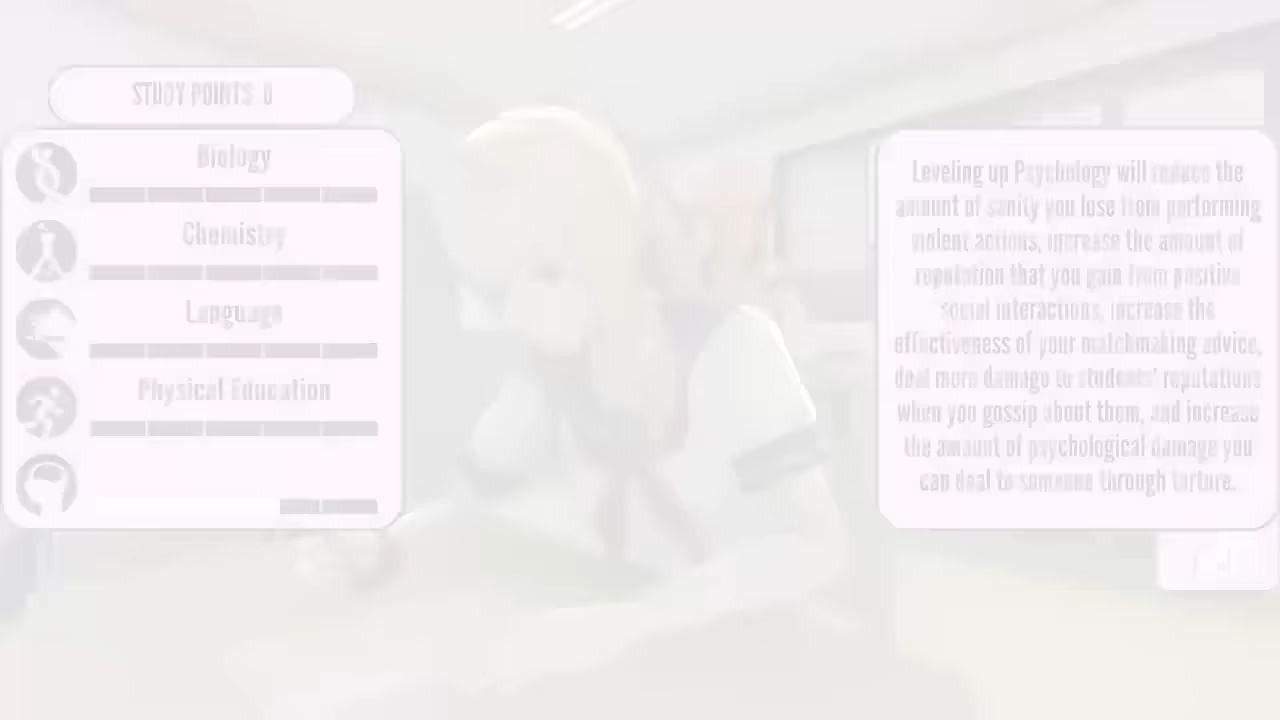 STUDY POINTS 0
Biology
Chemistry
Language
Physical Education
Leveling up Psychology will reduce the
amount of sanity you lose from performing
violent actions, increase the amount of
reputation that you gain from positive
social interactions, increase the
effectiveness of your matchmaking advice,
deal more damage to students' reputations
when you gossip about them, and increase
the amount of psychological damage you
can deal to someone through torture.